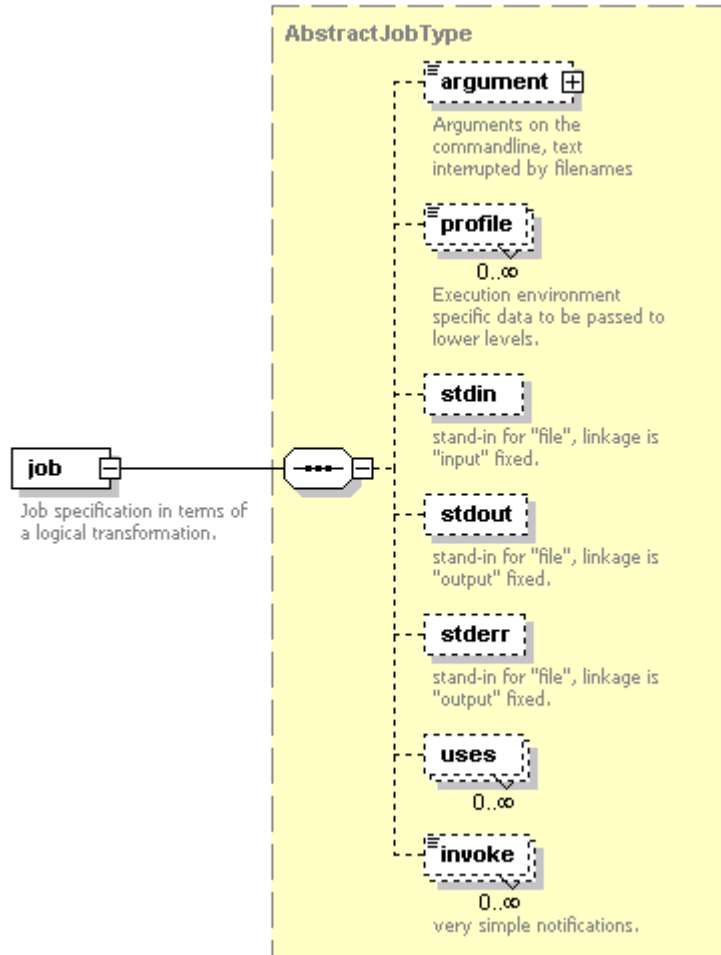 AbstractJobType
argument
Arguments on the
commandline, text
interrupted by filenames
profile
0..∞
Execution environment
specific data to be passed to
lower levels.
stdin
stand-in for "file", linkage is
"input" fixed.
job
Job specification in terms of
a logical transformation.
stdout
stand-in for "file", linkage is
"output" fixed.
stderr
stand-in for "file", linkage is
"output" fixed.
uses
0..∞
invoke
0..∞
very simple notifications.